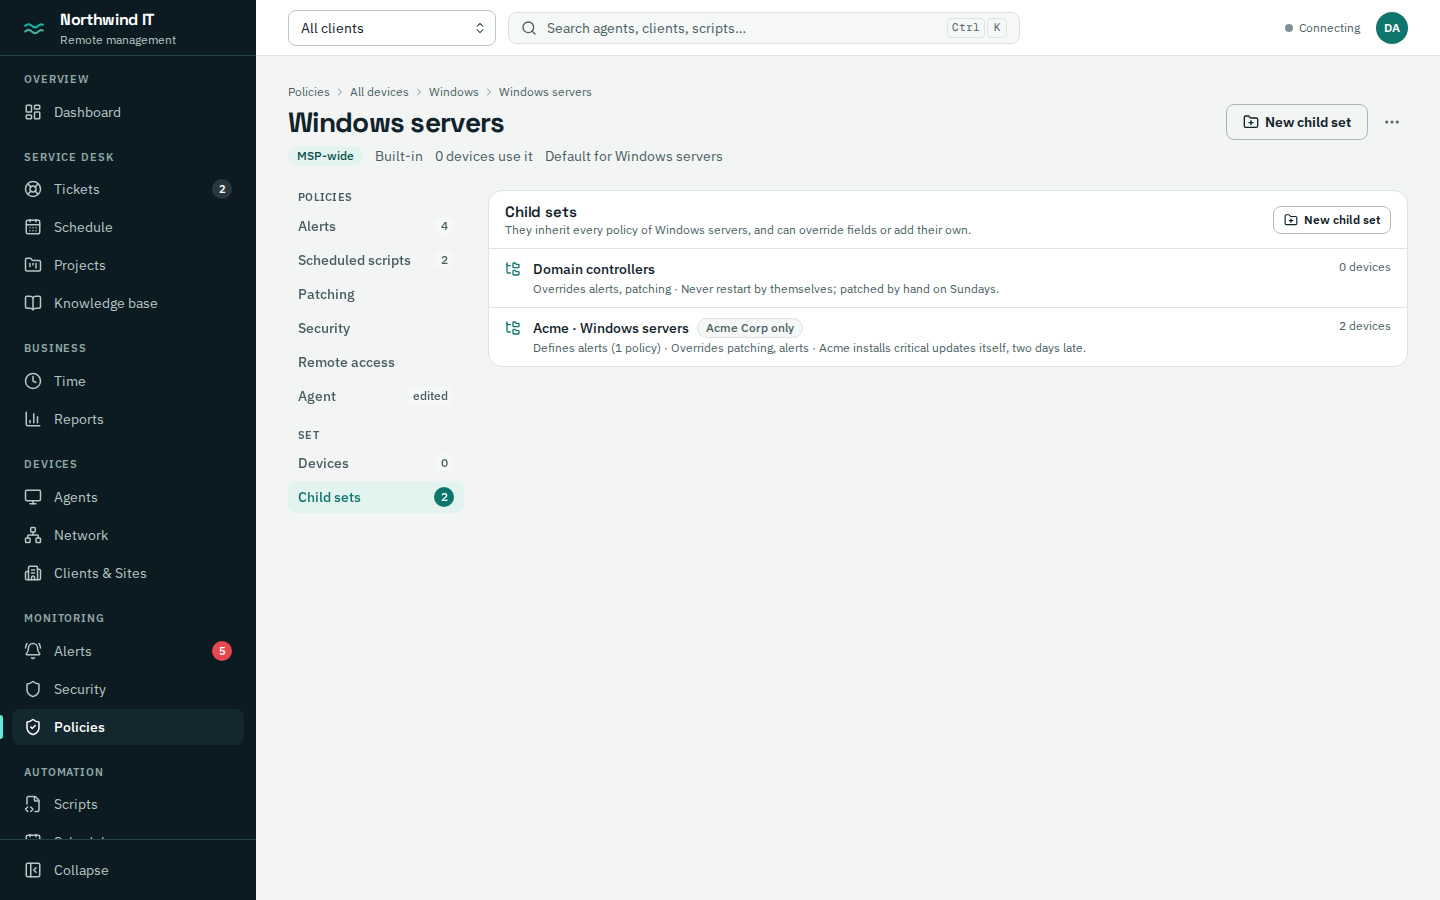 Northwind IT
Remote management
OVERVIEW
Dashboard
SERVICE DESK
Tickets 2
Schedule
Projects
Knowledge base
BUSINESS
Time
Reports
DEVICES
Agents
Network
Clients & Sites
MONITORING
Alerts 5
Security
Policies
AUTOMATION
Scripts
Collapse
All clients
Search agents, clients, scripts... Ctrl K
Connecting DA
Policies All devices Windows Windows servers
Windows servers
New child set
MSP-wide Built-in 0 devices use it Default for Windows servers
POLICIES
Alerts 4
Scheduled scripts 2
Patching
Security
Remote access
Agent edited
SET
Devices 0
Child sets 2
Child sets
They inherit every policy of Windows servers, and can override fields or add their own.
New child set
Domain controllers 0 devices
Overrides alerts, patching · Never restart by themselves; patched by hand on Sundays.
Acme · Windows servers Acme Corp only 2 devices
Defines alerts (1 policy) · Overrides patching, alerts · Acme installs critical updates itself, two days late.